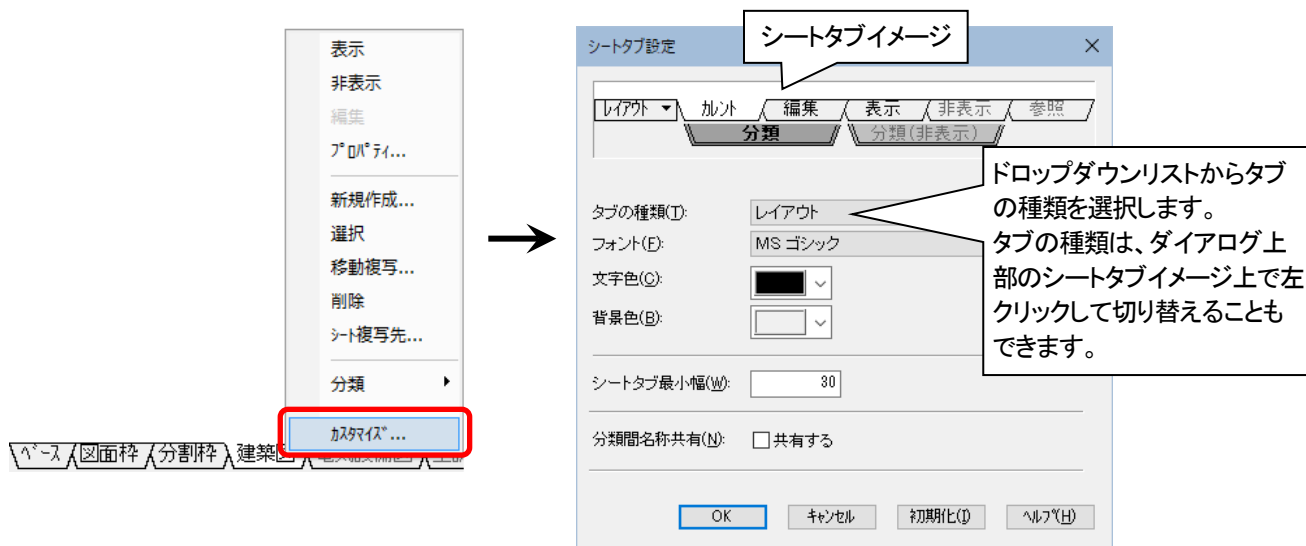 表示
非表示
編集
ﾌﾟﾛﾊﾟﾃｨ...
新規作成...
選択
移動複写...
削除
ｼｰﾄ複写先...
分類
ｶｽﾀﾏｲｽﾞ...
ﾍﾞｰｽ 図面枠 分割枠 建築図
シートタブ設定
シートタブイメージ
ﾚｲｱｳﾄ ｶﾚﾝﾄ 編集 表示 非表示 参照
分類 分類(非表示)
タブの種類(T): レイアウト
フォント(F): MS ゴシック
文字色(C):
背景色(B):
シートタブ最小幅(W): 30
分類間名称共有(N): 共有する
OK ｷｬﾝｾﾙ 初期化(I) ﾍﾙﾌﾟ(H)
ドロップダウンリストからタブ
の種類を選択します。
タブの種類は、ダイアログ上
部のシートタブイメージ上で左
クリックして切り替えることも
できます。